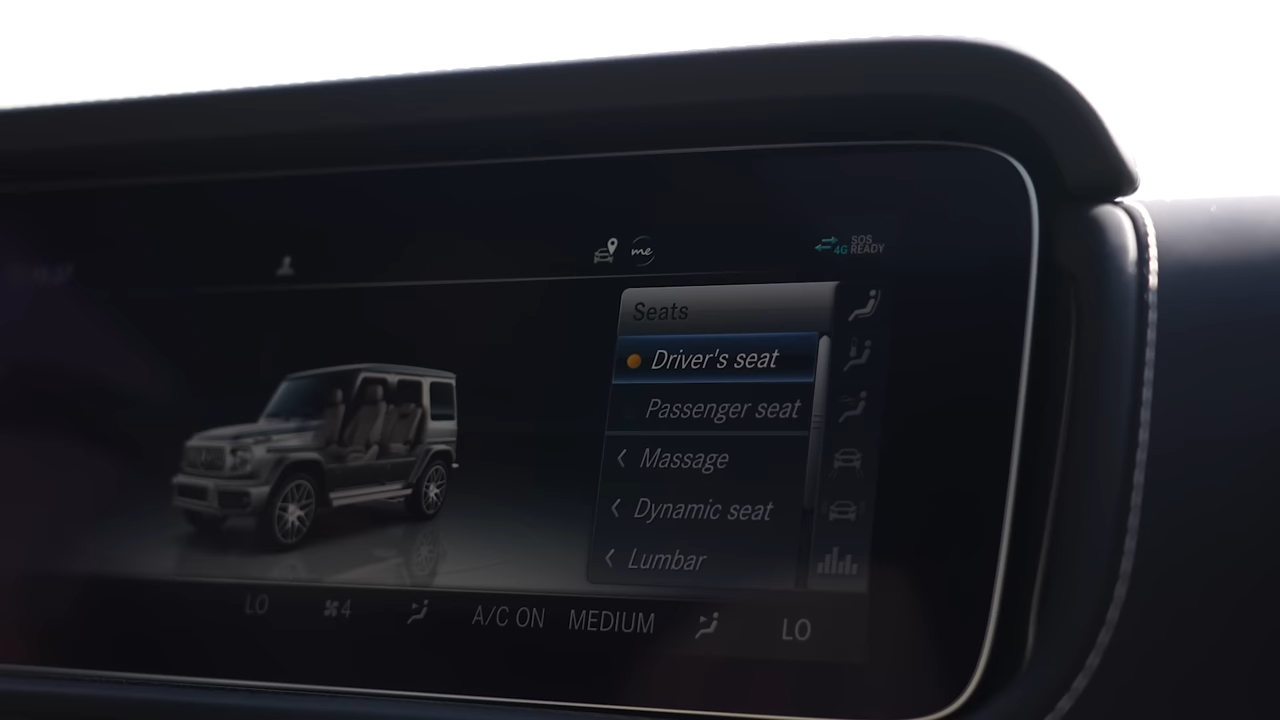 me
4G SOS READY
Seats
Driver's seat
Passenger seat
Massage
Dynamic seat
Lumbar
LO 4 A/C ON MEDIUM LO